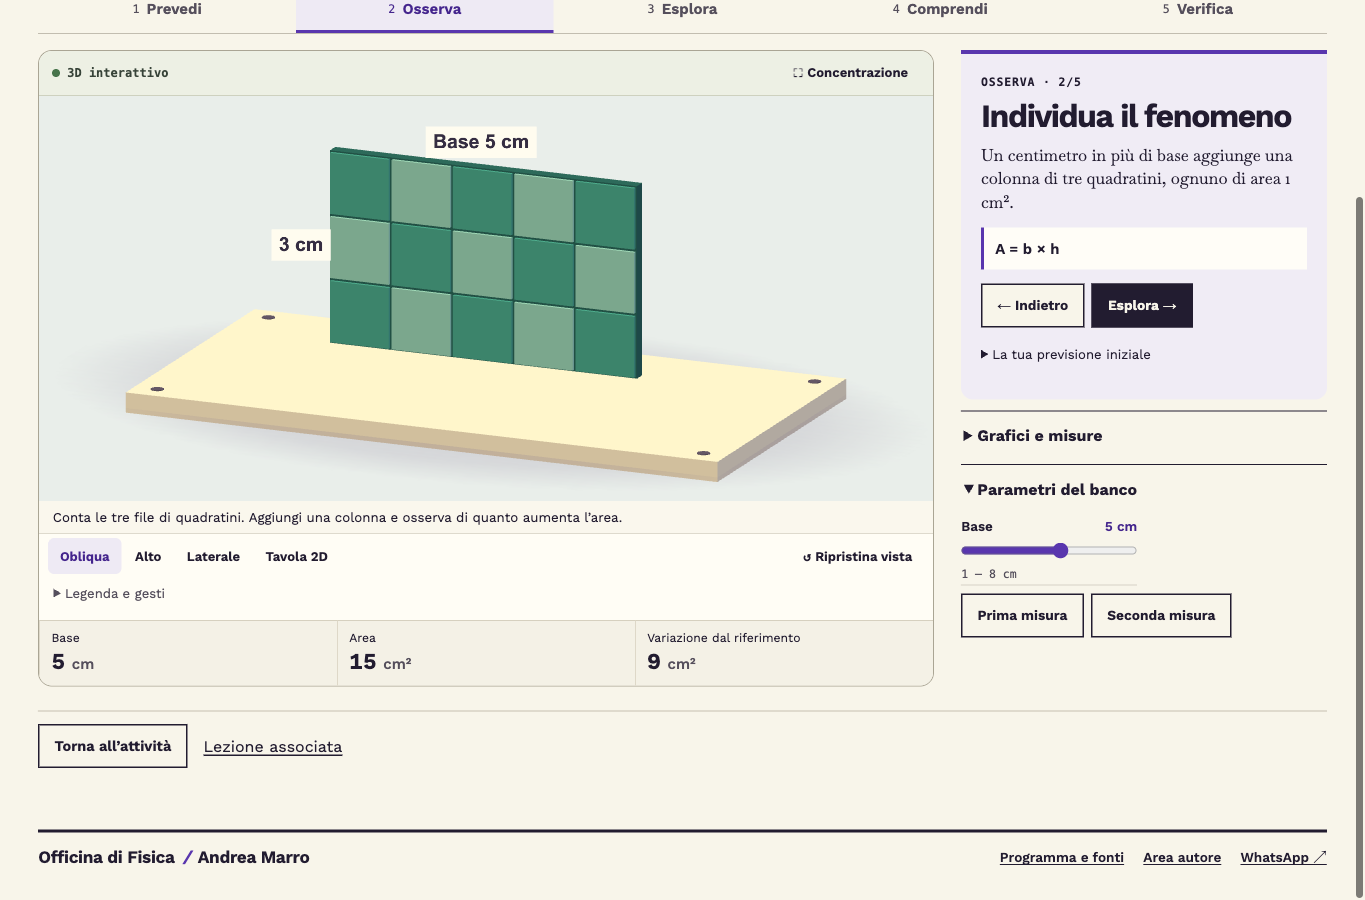 1 Prevedi
2 Osserva
3 Esplora
4 Comprendi
5 Verifica
3D interattivo
Concentrazione
Base 5 cm
3 cm
Conta le tre file di quadratini. Aggiungi una colonna e osserva di quanto aumenta l’area.
Obliqua Alto Laterale Tavola 2D
↺ Ripristina vista
Legenda e gesti
Base
5 cm
Area
15 cm²
Variazione dal riferimento
9 cm²
OSSERVA · 2/5
Individua il fenomeno
Un centimetro in più di base aggiunge una
colonna di tre quadratini, ognuno di area 1
cm².
A = b × h
← Indietro
Esplora →
La tua previsione iniziale
Grafici e misure
Parametri del banco
Base 5 cm
1 – 8 cm
Prima misura
Seconda misura
Torna all’attività
Lezione associata
Officina di Fisica / Andrea Marro
Programma e fonti
Area autore
WhatsApp ↗